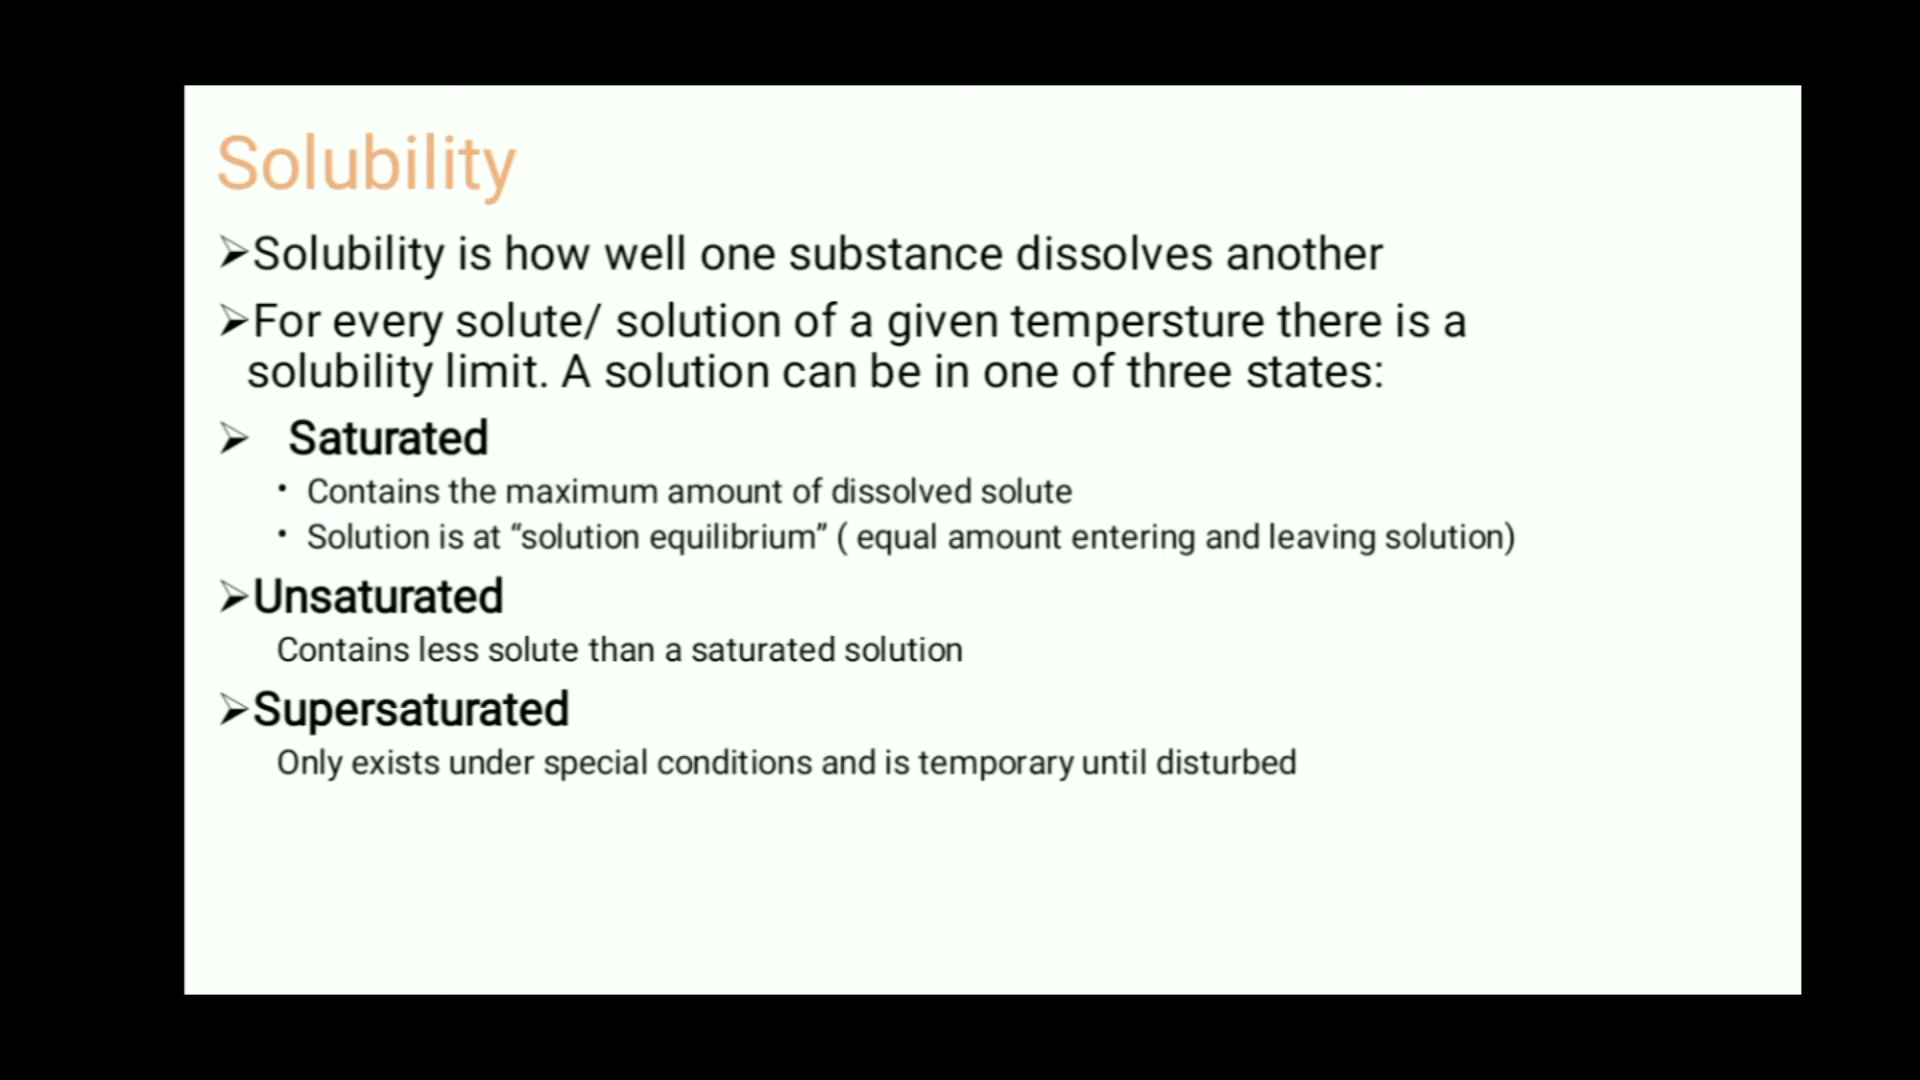 Solubility
➢Solubility is how well one substance dissolves another
➢For every solute/ solution of a given tempersture there is a
solubility limit. A solution can be in one of three states:
➢ Saturated
• Contains the maximum amount of dissolved solute
• Solution is at “solution equilibrium” ( equal amount entering and leaving solution)
➢Unsaturated
Contains less solute than a saturated solution
➢Supersaturated
Only exists under special conditions and is temporary until disturbed